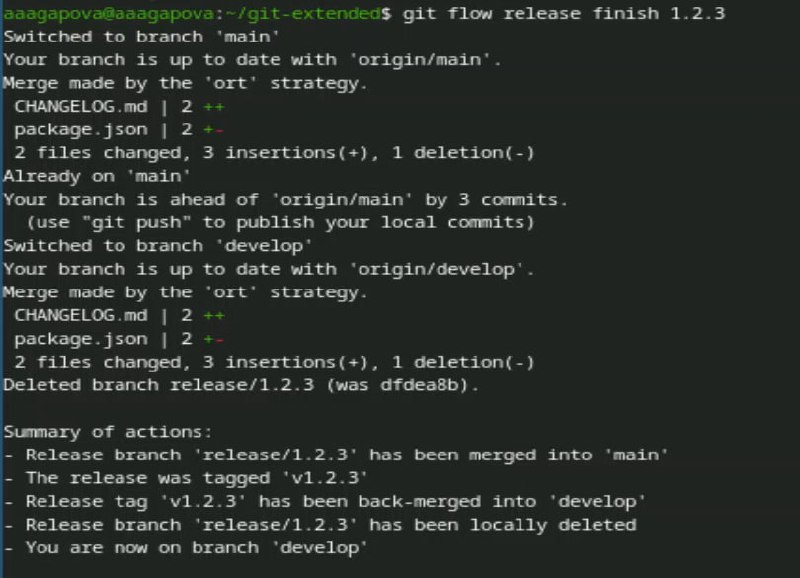 aaagapova@aaagapova:~/git-extended$ git flow release finish 1.2.3
Switched to branch 'main'
Your branch is up to date with 'origin/main'.
Merge made by the 'ort' strategy.
 CHANGELOG.md | 2 ++
 package.json | 2 +-
 2 files changed, 3 insertions(+), 1 deletion(-)
Already on 'main'
Your branch is ahead of 'origin/main' by 3 commits.
  (use "git push" to publish your local commits)
Switched to branch 'develop'
Your branch is up to date with 'origin/develop'.
Merge made by the 'ort' strategy.
 CHANGELOG.md | 2 ++
 package.json | 2 +-
 2 files changed, 3 insertions(+), 1 deletion(-)
Deleted branch release/1.2.3 (was dfdea8b).

Summary of actions:
- Release branch 'release/1.2.3' has been merged into 'main'
- The release was tagged 'v1.2.3'
- Release tag 'v1.2.3' has been back-merged into 'develop'
- Release branch 'release/1.2.3' has been locally deleted
- You are now on branch 'develop'